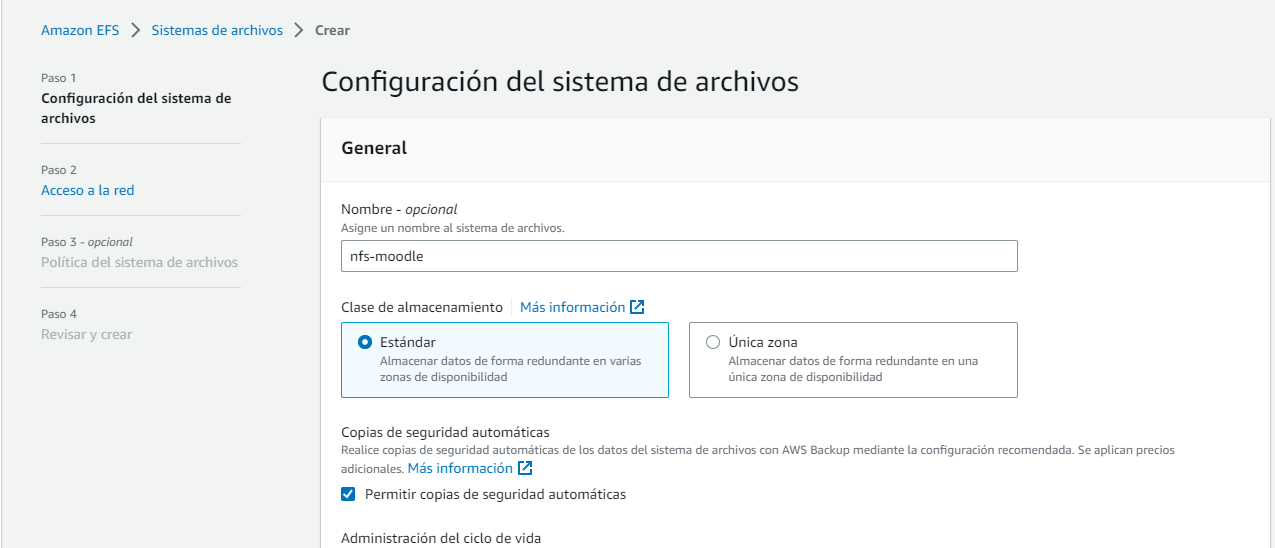 Amazon EFS > Sistemas de archivos > Crear
Paso 1
Configuración del sistema de
archivos
Paso 2
Acceso a la red
Paso 3 - opcional
Política del sistema de archivos
Paso 4
Revisar y crear
Configuración del sistema de archivos
General
Nombre - opcional
Asigne un nombre al sistema de archivos.
nfs-moodle
Clase de almacenamiento | Más información
Estándar
Almacenar datos de forma redundante en varias
zonas de disponibilidad
Única zona
Almacenar datos de forma redundante en una
única zona de disponibilidad
Copias de seguridad automáticas
Realice copias de seguridad automáticas de los datos del sistema de archivos con AWS Backup mediante la configuración recomendada. Se aplican precios
adicionales. Más información
Permitir copias de seguridad automáticas
Administración del ciclo de vida